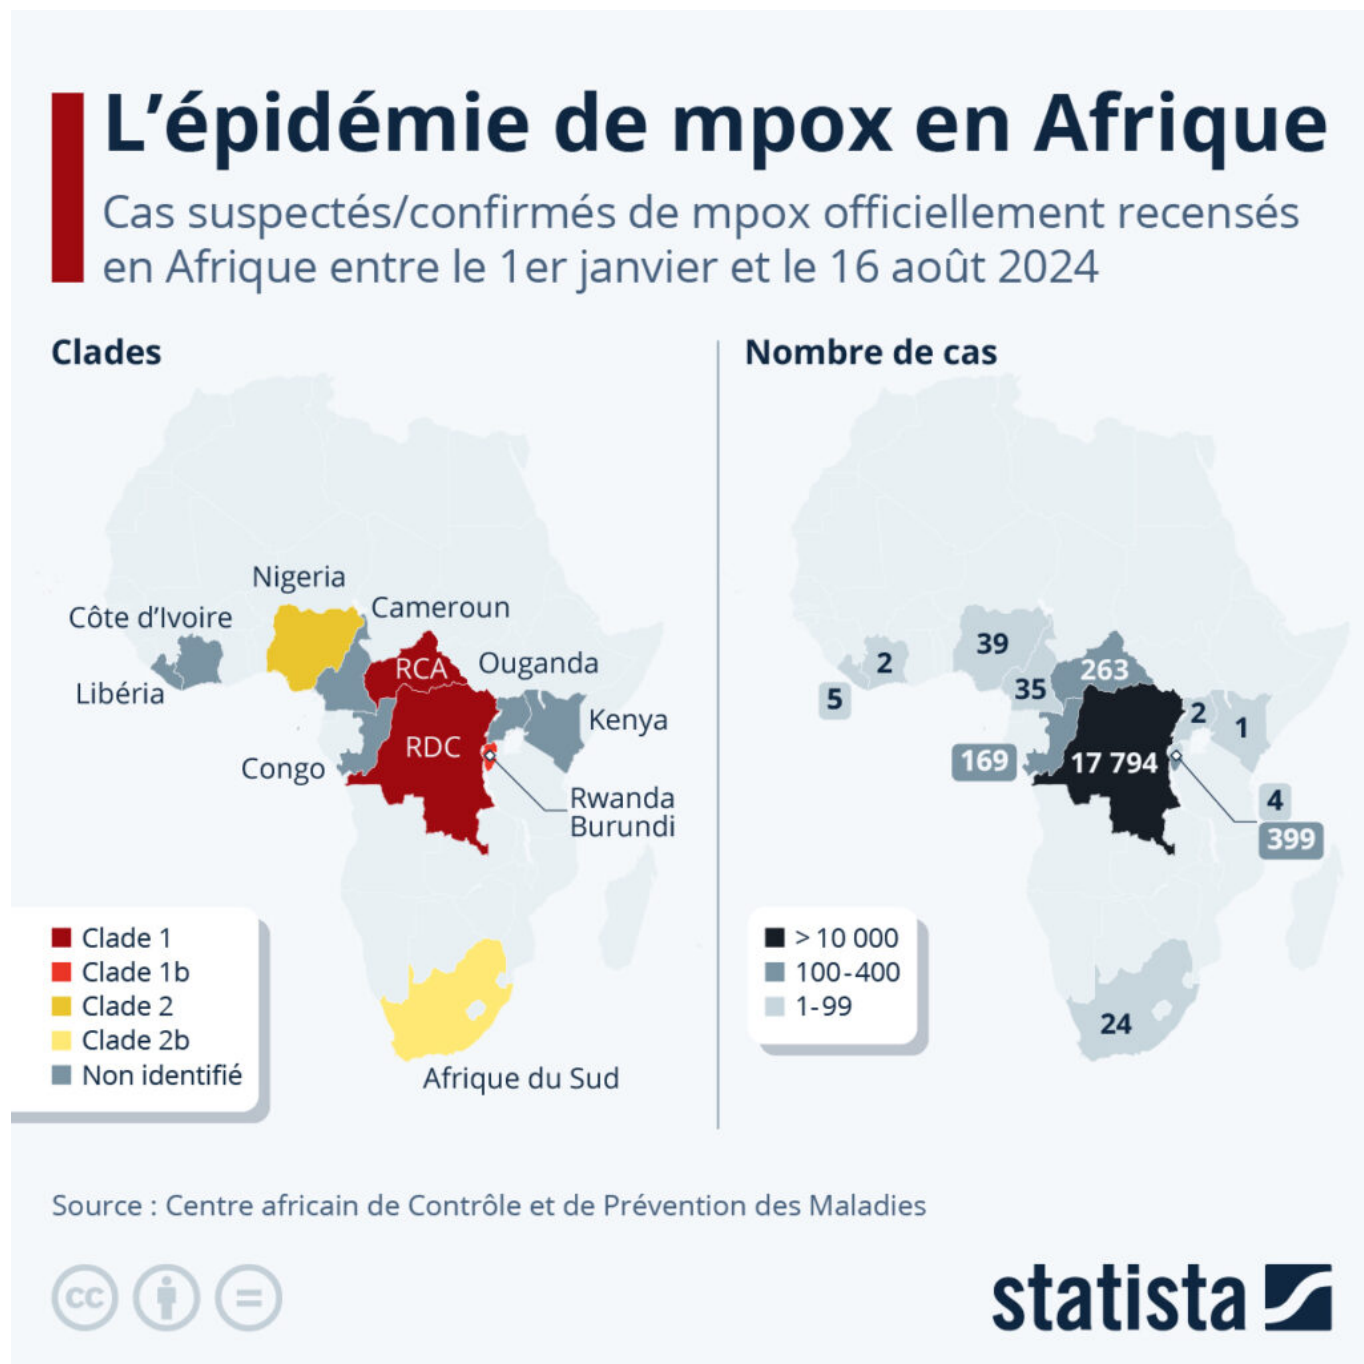 L’épidémie de mpox en Afrique
Cas suspectés/confirmés de mpox officiellement recensés
en Afrique entre le 1er janvier et le 16 août 2024
Clades
Nigeria
Côte d’Ivoire
Cameroun
RCA
Ouganda
Libéria
Kenya
RDC
Congo
Rwanda
Burundi
Afrique du Sud
Clade 1
Clade 1b
Clade 2
Clade 2b
Non identifié
Nombre de cas
39
2
263
5
35
2
1
169
17 794
4
399
24
> 10 000
100-400
1-99
Source : Centre africain de Contrôle et de Prévention des Maladies
cc
=
statista